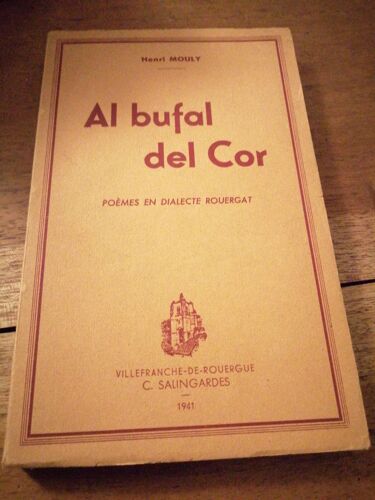 Henri MOULY
Al bufal
del Cor
POÈMES EN DIALECTE ROUERGAT
VILLEFRANCHE-DE-ROUERGUE
C. SALINGARDES
1941